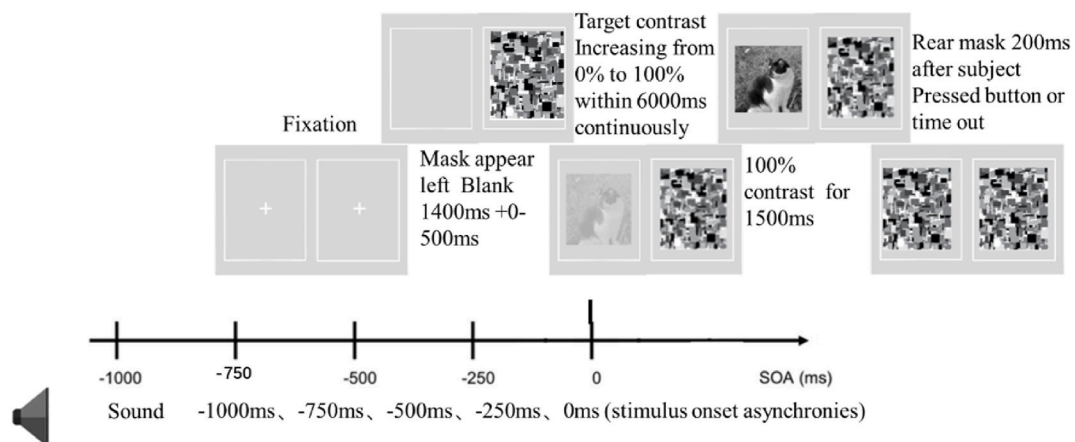 Fixation
Mask appear
left Blank
1400ms +0-
500ms
Target contrast
Increasing from
0% to 100%
within 6000ms
continuously
100%
contrast for
1500ms
Rear mask 200ms
after subject
Pressed button or
time out
-1000 -750 -500 -250 0 SOA (ms)
Sound -1000ms、-750ms、-500ms、-250ms、0ms (stimulus onset asynchronies)